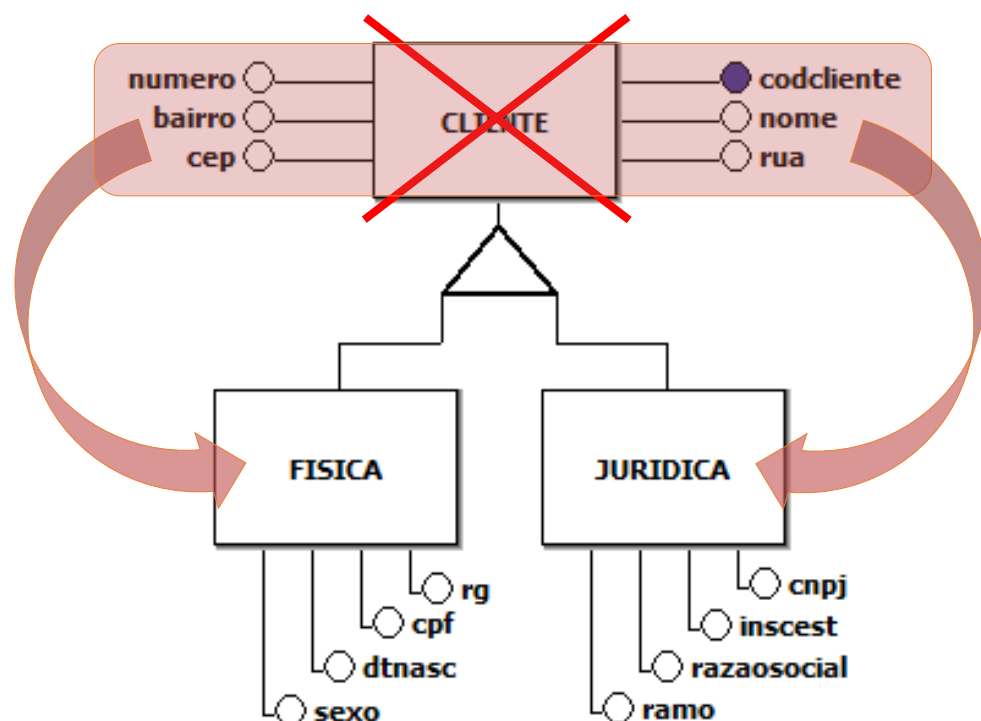 numero
bairro
cep
CLIENTE
codcliente
nome
rua
FISICA
JURIDICA
rg
cpf
dtnasc
sexo
cnpj
inscest
razaosocial
ramo